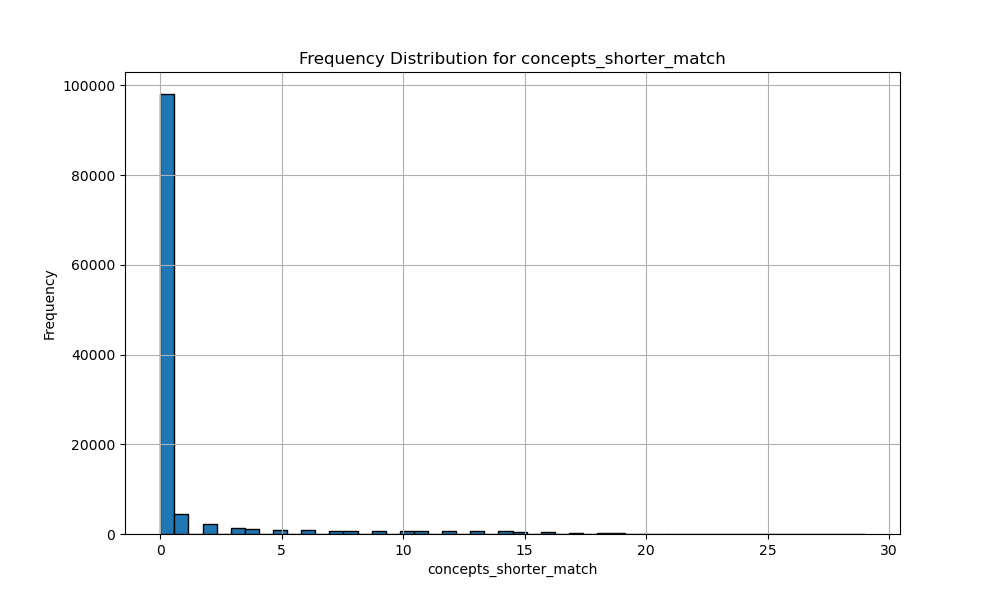 Frequency Distribution for concepts_shorter_match
100000
80000
60000
40000
20000
0
Frequency
0 5 10 15 20 25 30
concepts_shorter_match